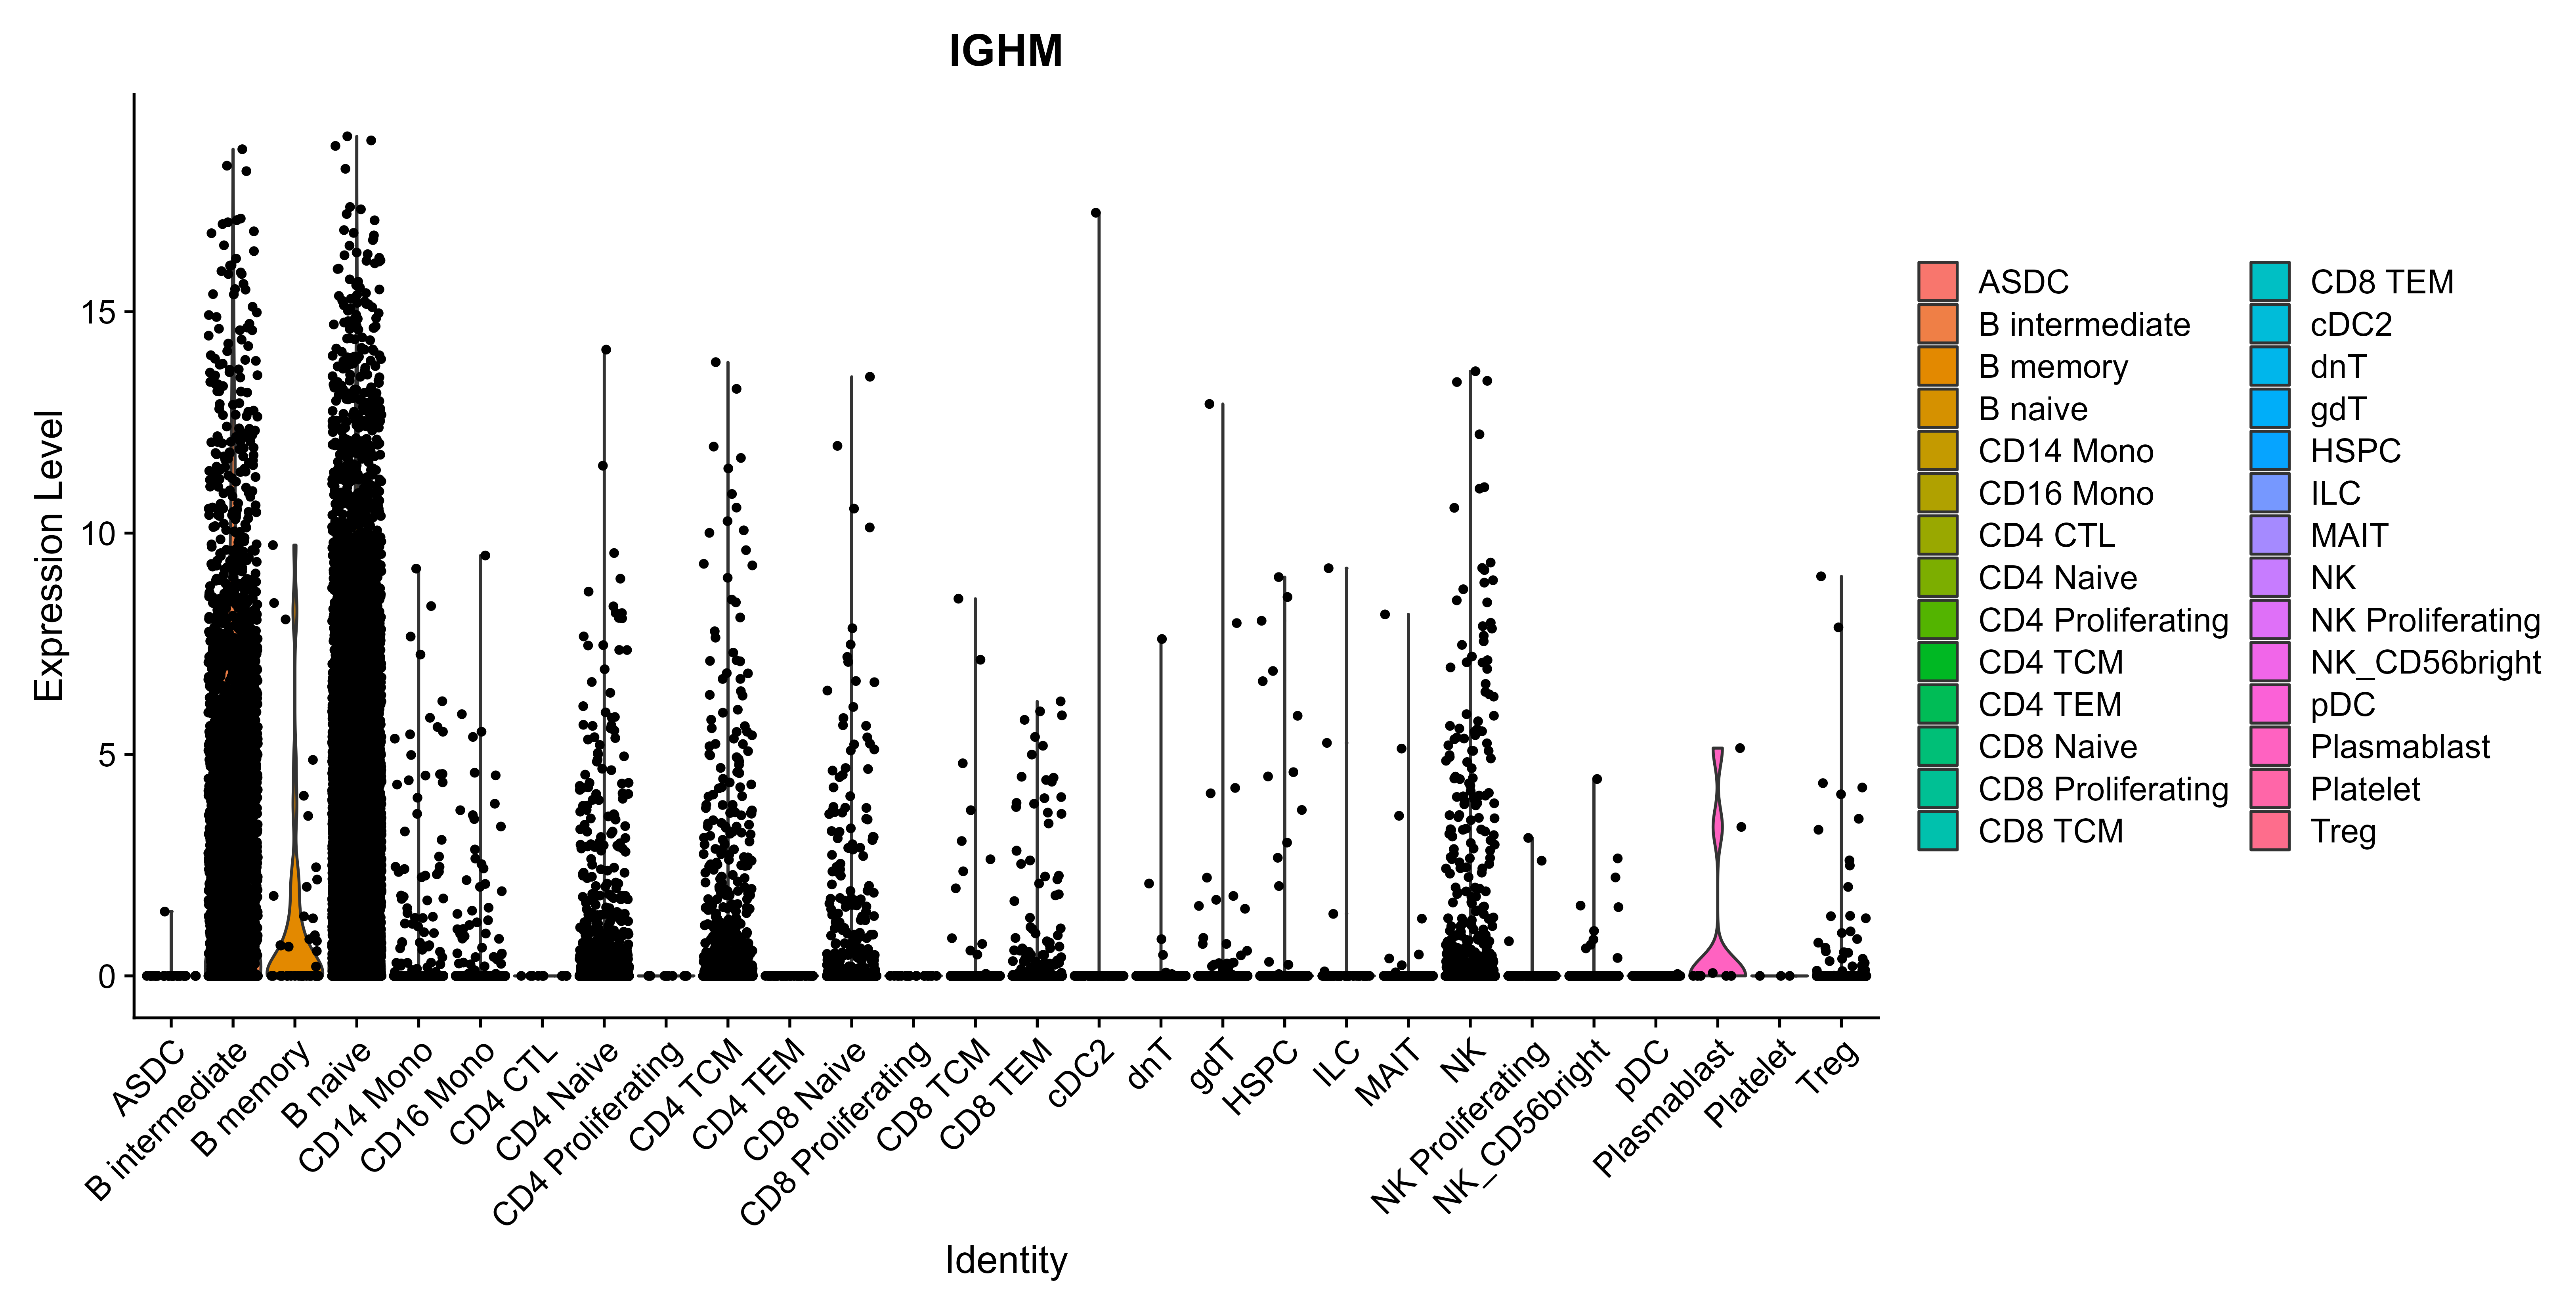 IGHM
Expression Level
15
10
5
0
ASDC
B intermediate
B memory
B naive
CD14 Mono
CD16 Mono
CD4 CTL
CD4 Naive
CD4 Proliferating
CD4 TCM
CD4 TEM
CD8 Naive
CD8 Proliferating
CD8 TCM
CD8 TEM
cDC2
dnT
gdT
HSPC
ILC
MAIT
NK
NK Proliferating
NK_CD56bright
pDC
Plasmablast
Platelet
Treg
Identity
ASDC
B intermediate
B memory
B naive
CD14 Mono
CD16 Mono
CD4 CTL
CD4 Naive
CD4 Proliferating
CD4 TCM
CD4 TEM
CD8 Naive
CD8 Proliferating
CD8 TCM
CD8 TEM
cDC2
dnT
gdT
HSPC
ILC
MAIT
NK
NK Proliferating
NK_CD56bright
pDC
Plasmablast
Platelet
Treg